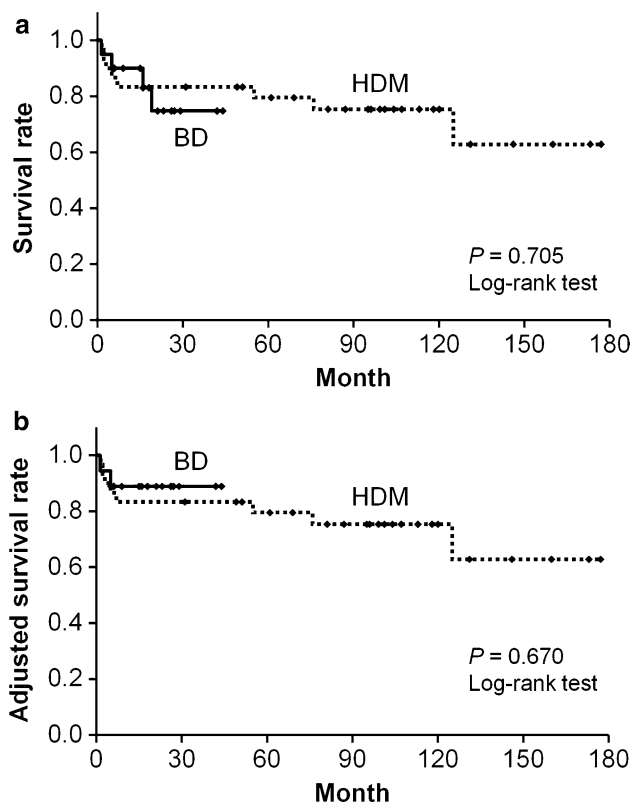 a
Survival rate
1.0
0.8
0.6
0.4
0.2
0.0
HDM
BD
P = 0.705
Log-rank test
0 30 60 90 120 150 180
Month
b
Adjusted survival rate
1.0
0.8
0.6
0.4
0.2
0.0
BD
HDM
P = 0.670
Log-rank test
0 30 60 90 120 150 180
Month